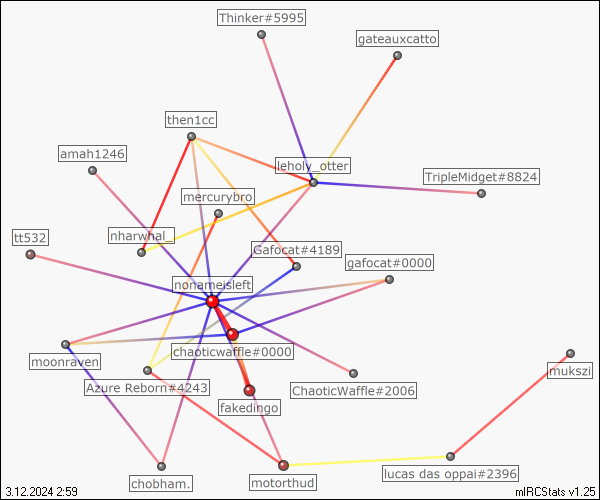 Thinker#5995
gateauxcatto
then1cc
amah1246
leholy_otter
TripleMidget#8824
mercurybro
nharwhal_
tt532
Gafocat#4189
gafocat#0000
nonameisleft
chaoticwaffle#0000
moonraven
Azure Reborn#4243
ChaoticWaffle#2006
mukszi
fakedingo
chobham.
motorthud
lucas das oppai#2396
3.12.2024 2:59
mIRCStats v1.25